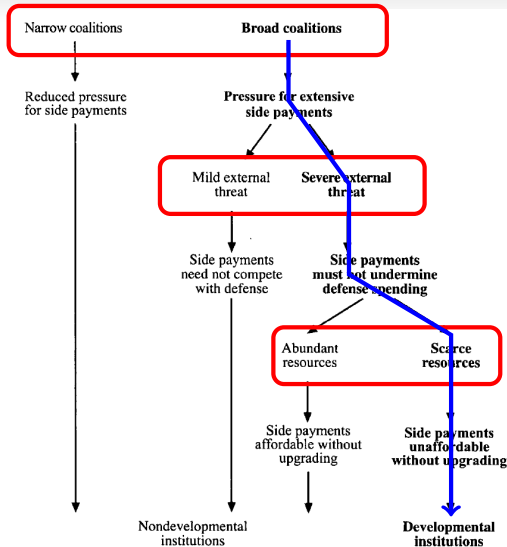 Narrow coalitions
Broad coalitions
Reduced pressure
for side payments
Pressure for extensive
side payments
Mild external
threat
Severe external
threat
Side payments
need not compete
with defense
Side payments
must not undermine
defense spending
Abundant
resources
Scarce
resources
Side payments
affordable without
upgrading
Side payments
unaffordable
without upgrading
Nondevelopmental
institutions
Developmental
institutions